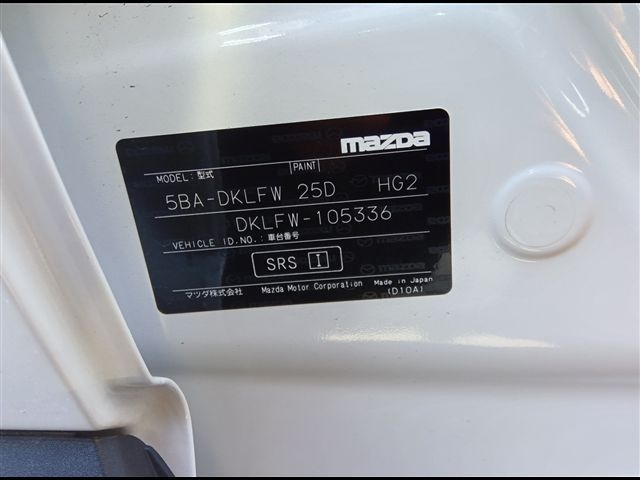 mazda
MODEL: 型式 PAINT
5BA-DKLFW 25D HG2
DKLFW-105336
VEHICLE ID.NO.: 車台番号
SRS I
マツダ株式会社 Mazda Motor Corporation Made in Japan
(D10A)